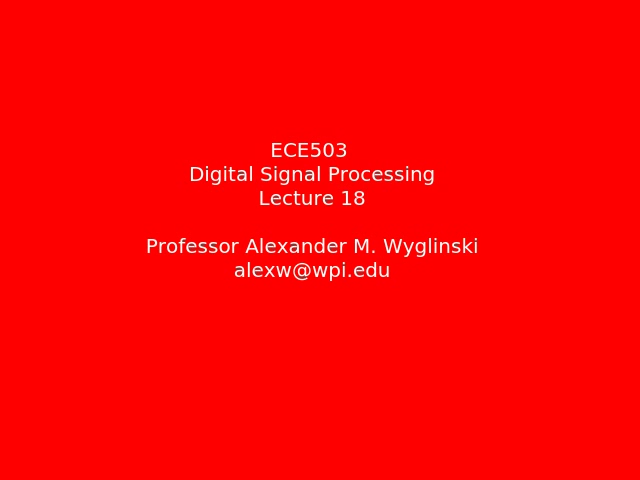 ECE503
Digital Signal Processing
Lecture 18
Professor Alexander M. Wyglinski
alexw@wpi.edu